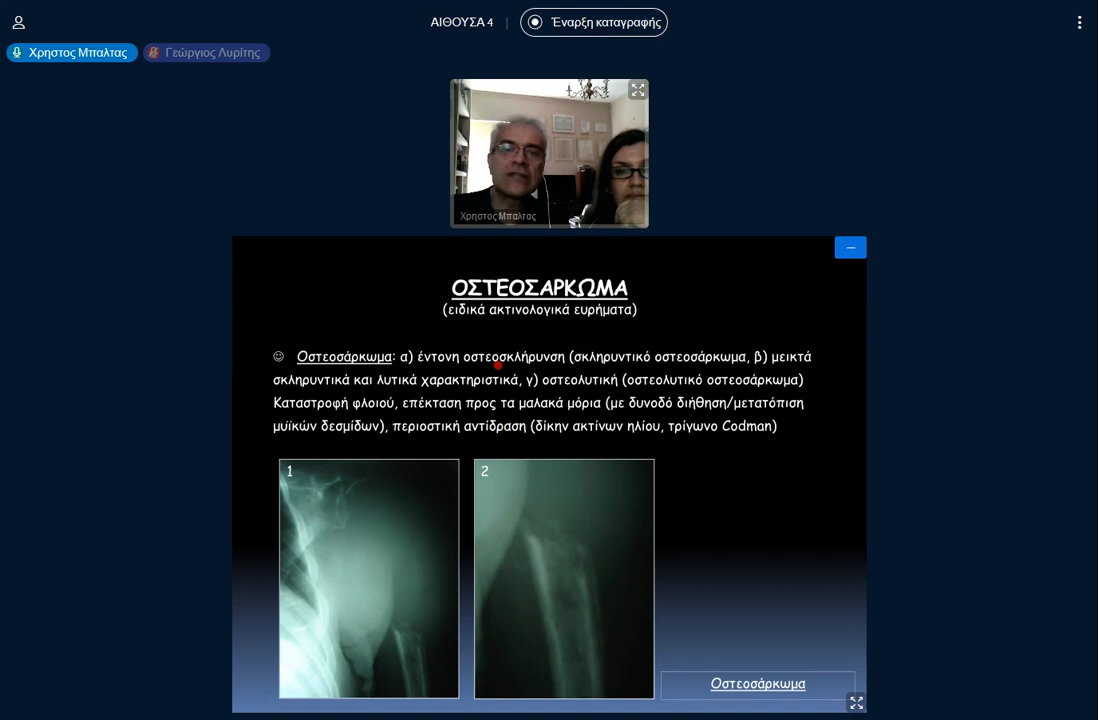 ΑΙΘΟΥΣΑ 4 | Έναρξη καταγραφής
Χρηστος Μπαλτας Γεώργιος Λυρίτης
Χρηστος Μπαλτας
ΟΣΤΕΟΣΑΡΚΩΜΑ
(ειδικά ακτινολογικά ευρήματα)
☺ Οστεοσάρκωμα: α) έντονη οστεοσκλήρυνση (σκληρυντικό οστεοσάρκωμα, β) μεικτά
σκληρυντικά και λυτικά χαρακτηριστικά, γ) οστεολυτική (οστεολυτικό οστεοσάρκωμα)
Καταστροφή φλοιού, επέκταση προς τα μαλακά μόρια (με δυνοδό διήθηση/μετατόπιση
μυϊκών δεσμίδων), περιοστική αντίδραση (δίκην ακτίνων ηλίου, τρίγωνο Codman)
1 2
Οστεοσάρκωμα